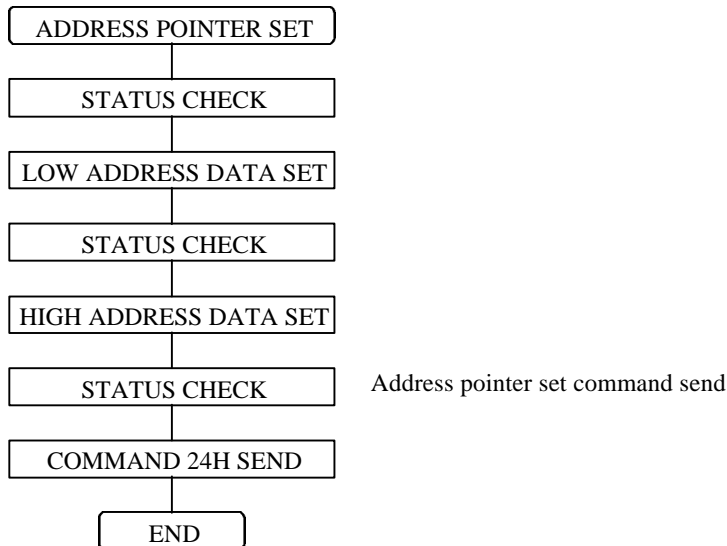 ADDRESS POINTER SET
STATUS CHECK
LOW ADDRESS DATA SET
STATUS CHECK
HIGH ADDRESS DATA SET
STATUS CHECK
Address pointer set command send
COMMAND 24H SEND
END